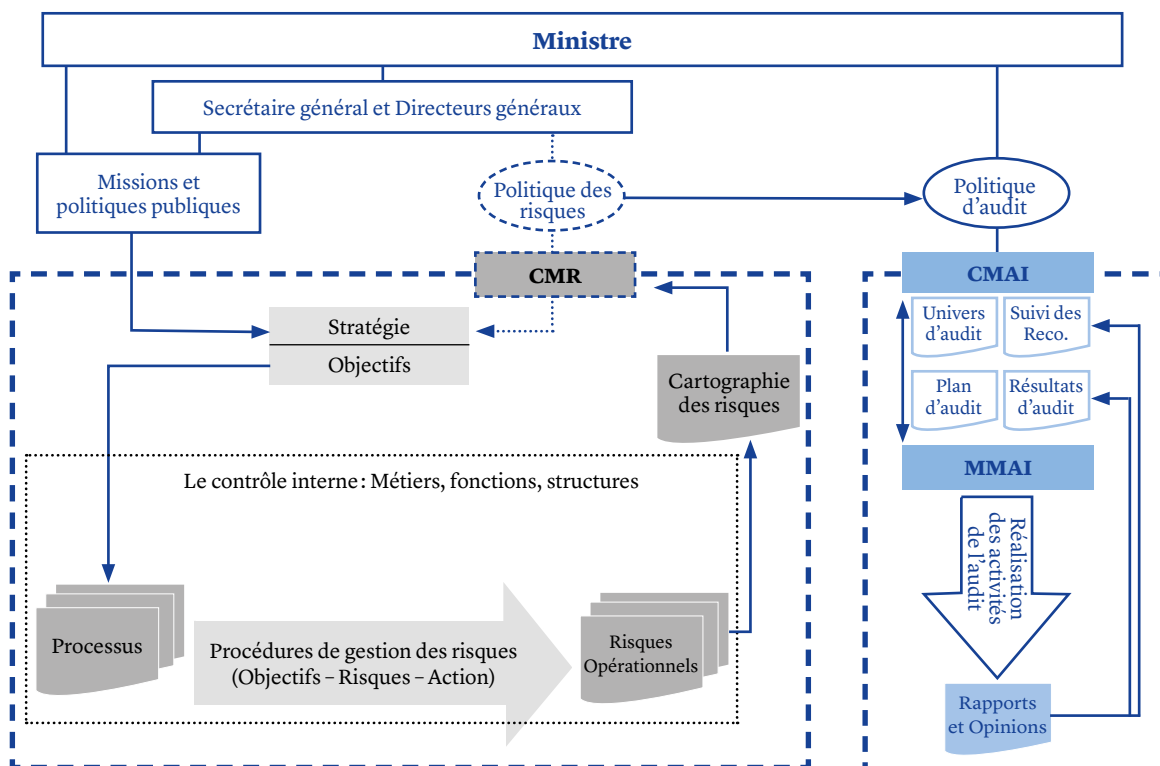 Ministre
Secrétaire général et Directeurs généraux
Missions et
politiques publiques
Politique des
risques
Politique
d'audit
CMR
CMAI
Stratégie
Objectifs
Cartographie
des risques
Univers
d'audit
Suivi des
Reco.
Plan
d'audit
Résultats
d'audit
MMAI
Le contrôle interne : Métiers, fonctions, structures
Réalisation
des activités
de l'audit
Processus
Procédures de gestion des risques
(Objectifs – Risques – Action)
Risques
Opérationnels
Rapports
et Opinions